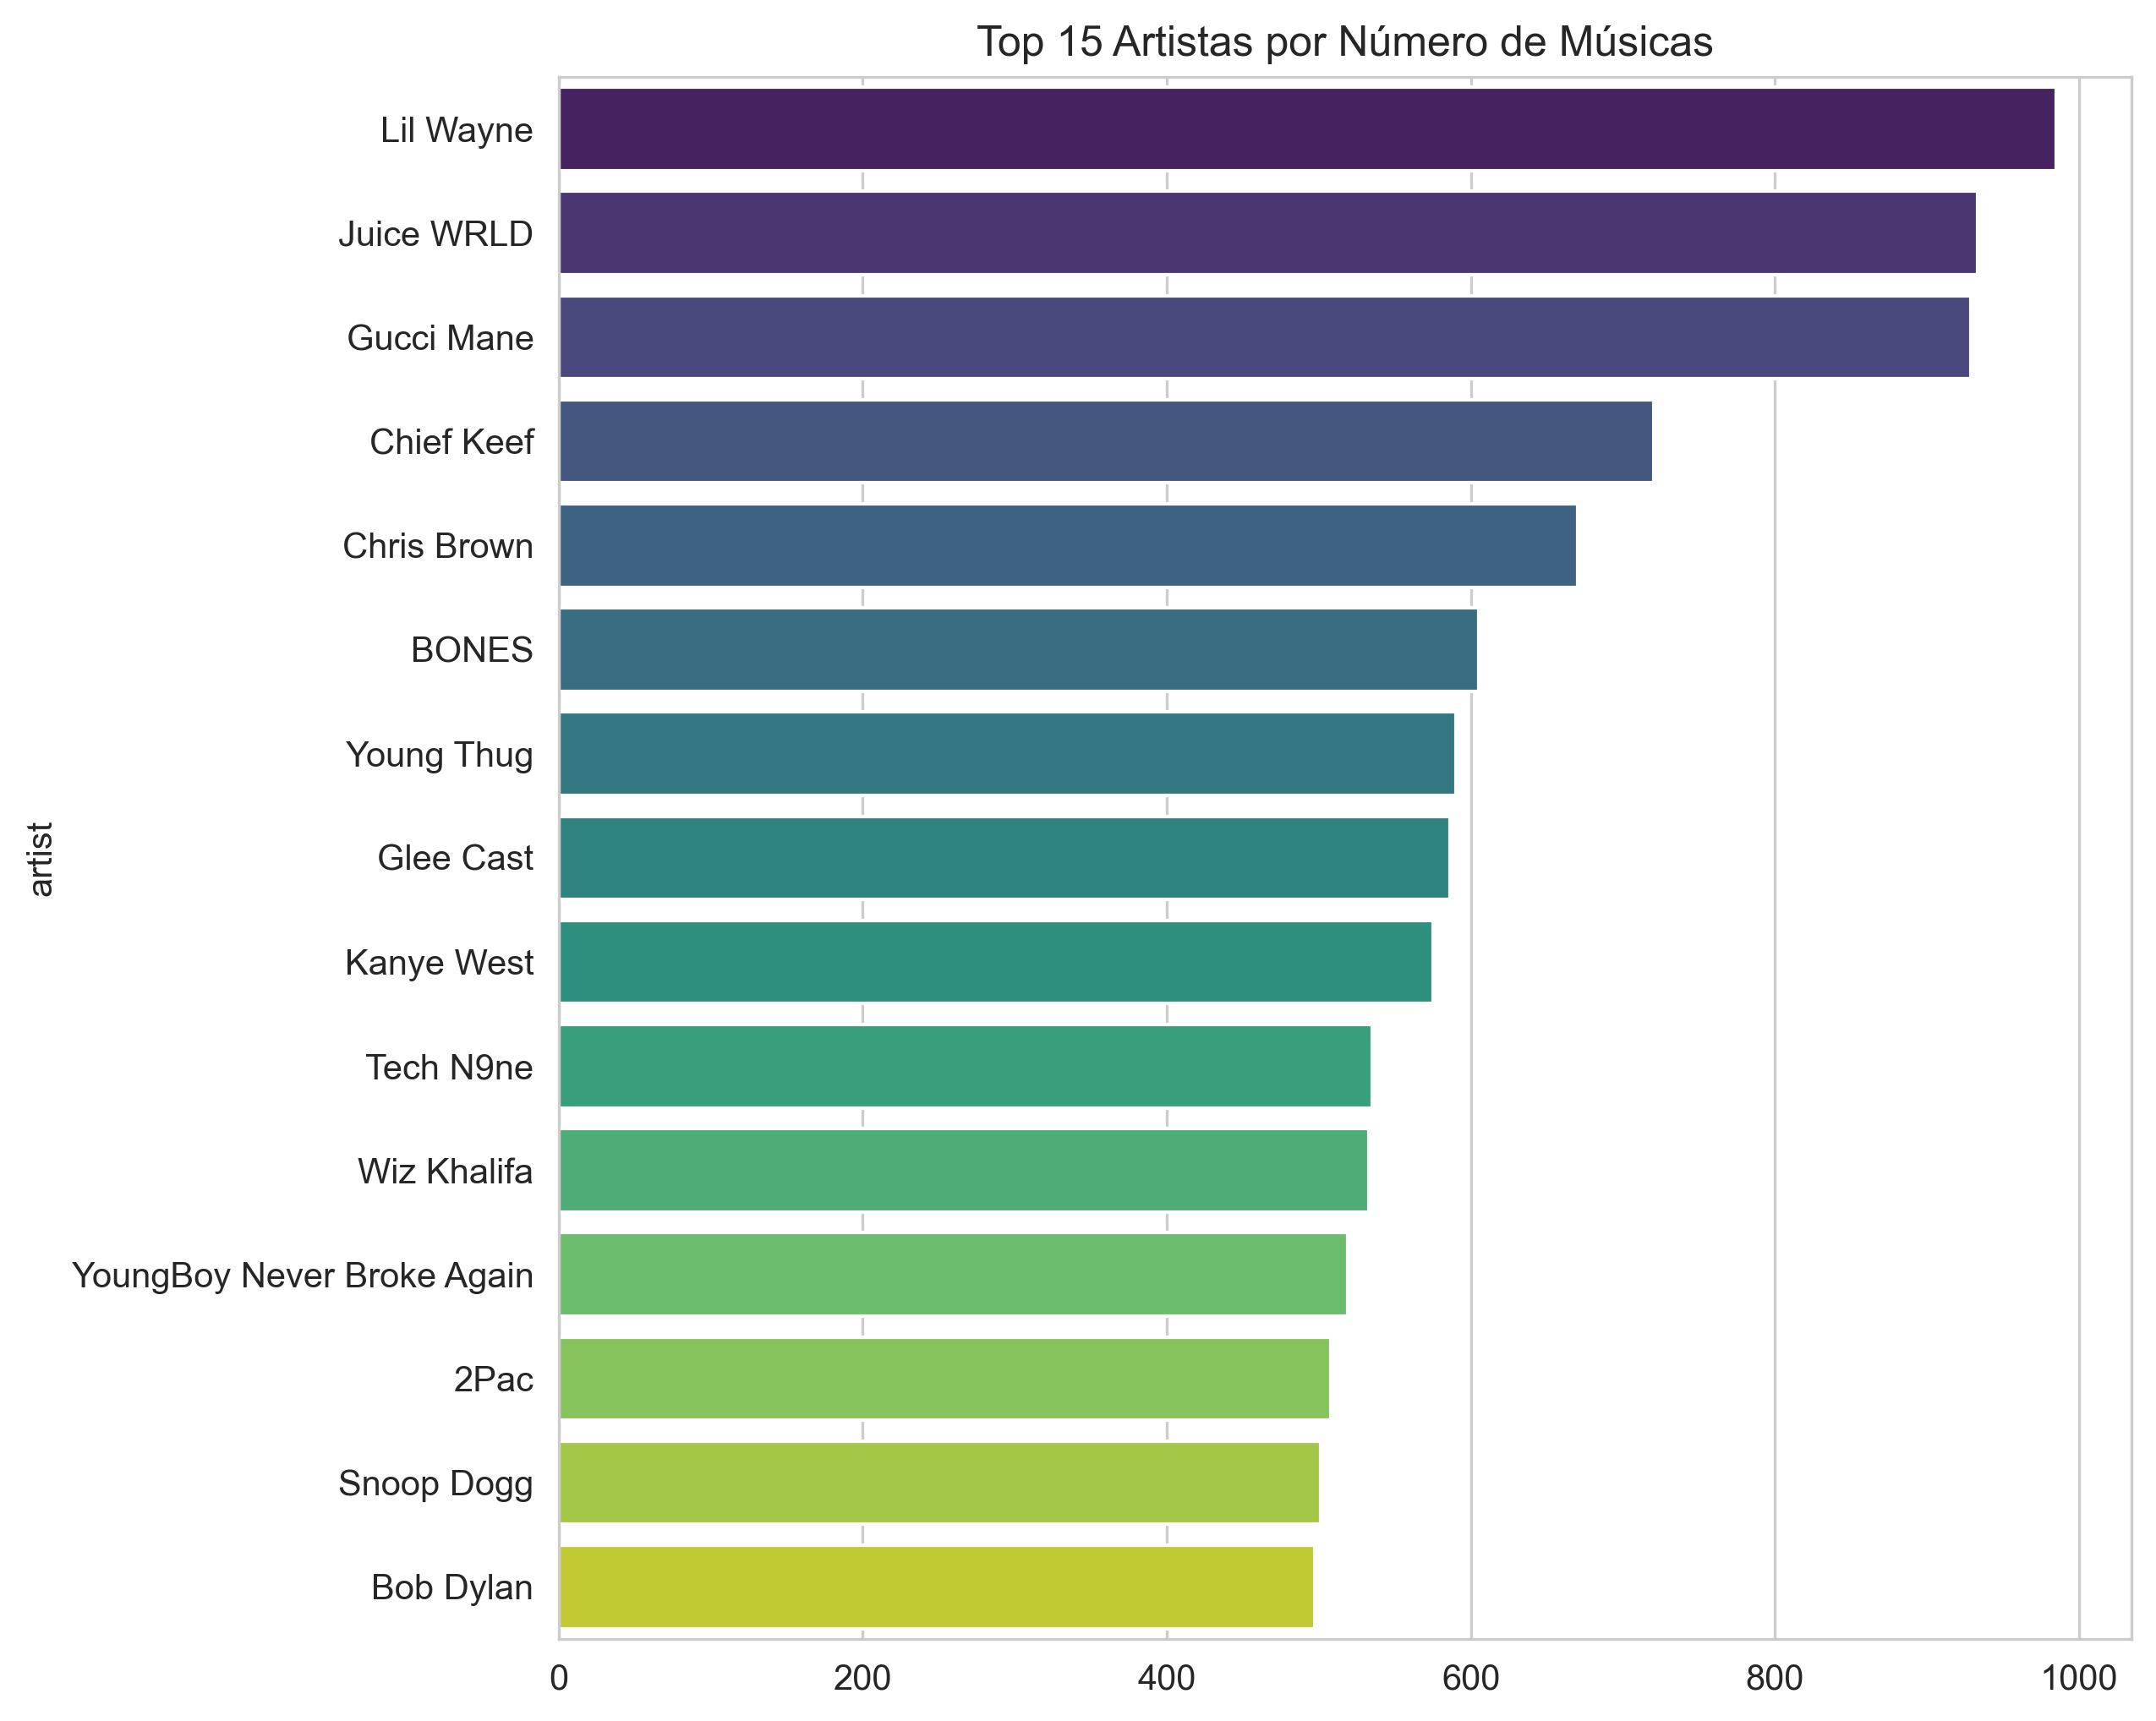 Top 15 Artistas por Número de Músicas
Lil Wayne
Juice WRLD
Gucci Mane
Chief Keef
Chris Brown
BONES
Young Thug
Glee Cast
Kanye West
Tech N9ne
Wiz Khalifa
YoungBoy Never Broke Again
2Pac
Snoop Dogg
Bob Dylan
artist
0 200 400 600 800 1000